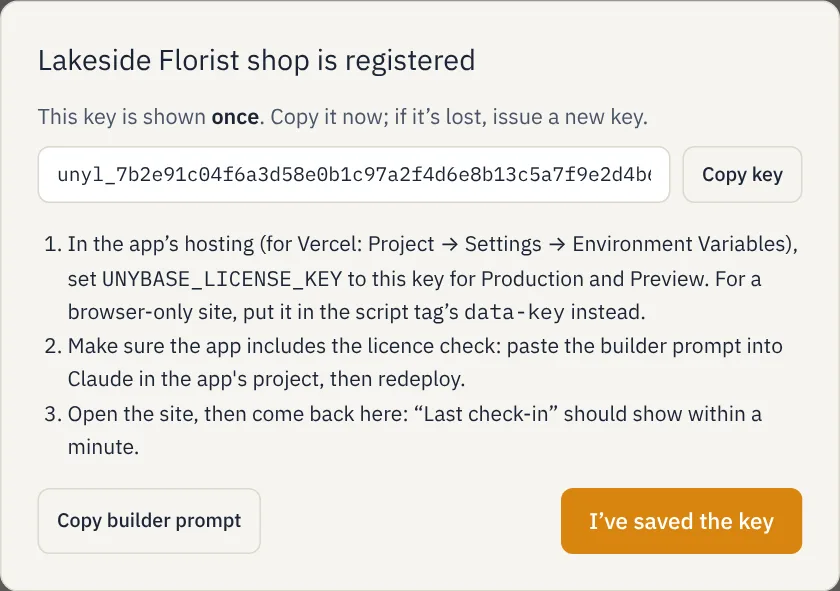 Lakeside Florist shop is registered
This key is shown once. Copy it now; if it’s lost, issue a new key.
unyl_7b2e91c04f6a3d58e0b1c97a2f4d6e8b13c5a7f9e2d4b6
Copy key
1. In the app’s hosting (for Vercel: Project → Settings → Environment Variables),
set UNYBASE_LICENSE_KEY to this key for Production and Preview. For a
browser-only site, put it in the script tag’s data-key instead.
2. Make sure the app includes the licence check: paste the builder prompt into
Claude in the app's project, then redeploy.
3. Open the site, then come back here: “Last check-in” should show within a
minute.
Copy builder prompt
I’ve saved the key